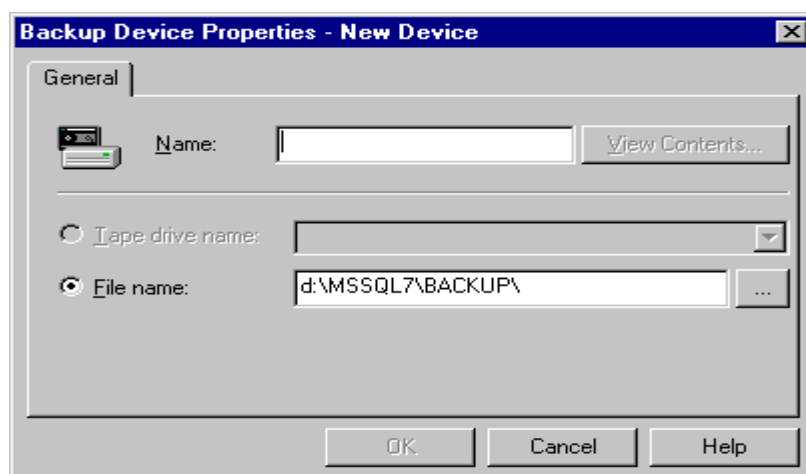 Backup Device Properties - New Device
General
Name:
View Contents...
Tape drive name:
File name:
d:\MSSQL7\BACKUP\
...
OK
Cancel
Help